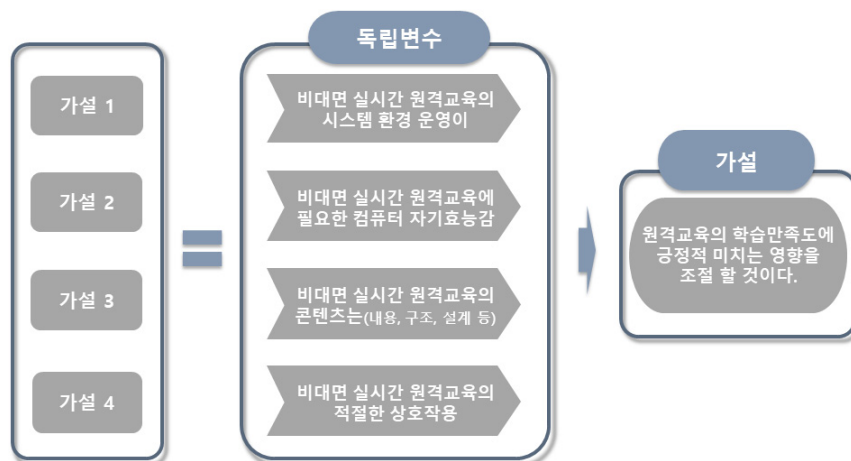 독립변수
가설 1
비대면 실시간 원격교육의
시스템 환경 운영이
가설 2
비대면 실시간 원격교육에
필요한 컴퓨터 자기효능감
가설 3
비대면 실시간 원격교육의
콘텐츠는(내용, 구조, 설계 등)
가설 4
비대면 실시간 원격교육의
적절한 상호작용
가설
원격교육의 학습만족도에
긍정적 미치는 영향을
조절 할 것이다.